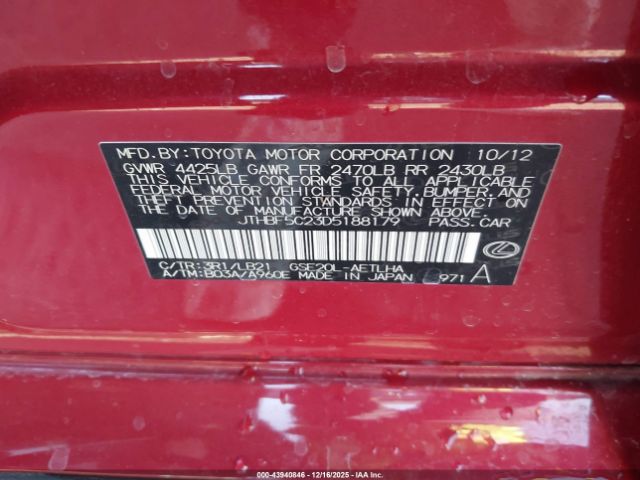 MFD.BY:TOYOTA MOTOR CORPORATION 10/12
GVWR 4425LB GAWR FR 2470LB RR 2430LB
THIS VEHICLE CONFORMS TO ALL APPLICABLE
FEDERAL MOTOR VEHICLE SAFETY,BUMPER,AND
THEFT PREVENTION STANDARDS IN EFFECT ON
THE DATE OF MANUFACTURE SHOWN ABOVE.
JTHBF5C23D5188179 PASS.CAR
C/TR:3R1/LB21 GSE20L-AETLHA
A/TM:B03A/A960E MADE IN JAPAN 971 A
000-43940846 - 12/16/2025 - IAAI.COM